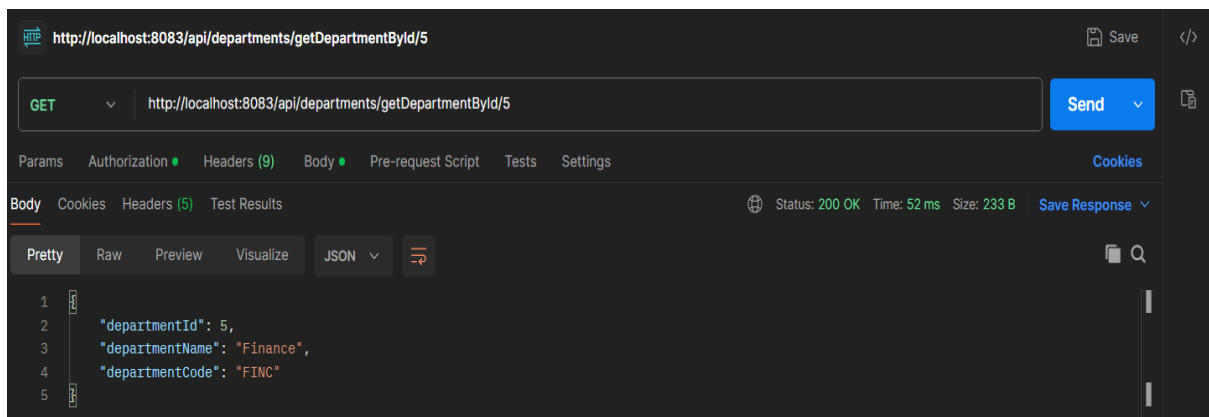 HTTP http://localhost:8083/api/departments/getDepartmentById/5 Save </>
GET http://localhost:8083/api/departments/getDepartmentById/5 Send
Params Authorization Headers (9) Body Pre-request Script Tests Settings Cookies
Body Cookies Headers (5) Test Results Status: 200 OK Time: 52 ms Size: 233 B Save Response
Pretty Raw Preview Visualize JSON
1 {
2 "departmentId": 5,
3 "departmentName": "Finance",
4 "departmentCode": "FINC"
5 }